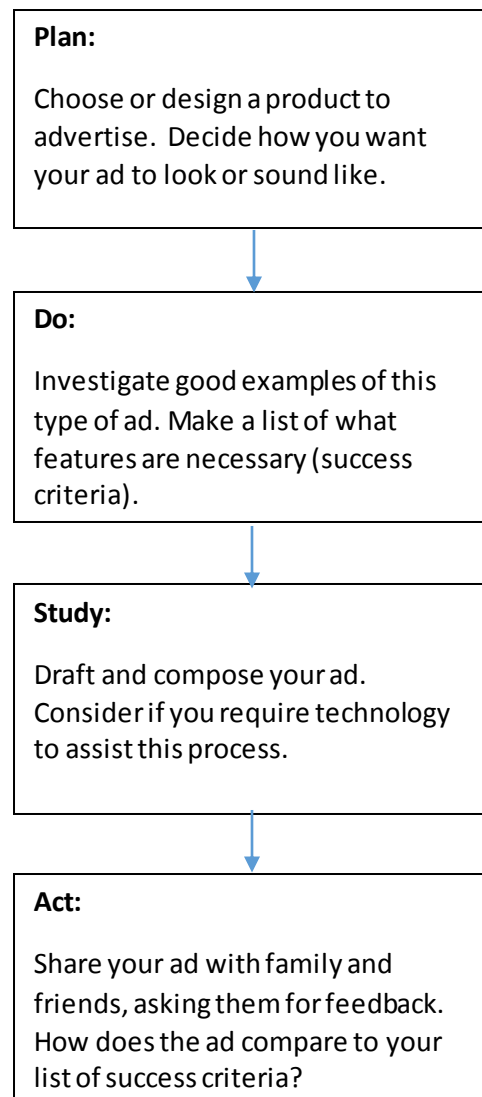 Plan:
Choose or design a product to
advertise.  Decide how you want
your ad to look or sound like.
Do:
Investigate good examples of this
type of ad. Make a list of what
features are necessary (success
criteria).
Study:
Draft and compose your ad.
Consider if you require technology
to assist this process.
Act:
Share your ad with family and
friends, asking them for feedback.
How does the ad compare to your
list of success criteria?